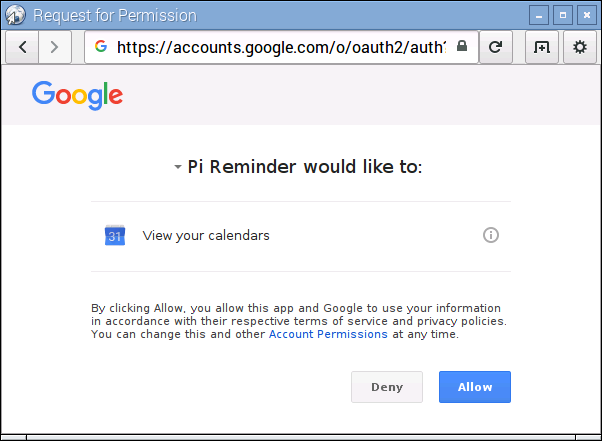 Request for Permission
https://accounts.google.com/o/oauth2/auth?
Google
Pi Reminder would like to:
31
View your calendars
By clicking Allow, you allow this app and Google to use your information
in accordance with their respective terms of service and privacy policies.
You can change this and other Account Permissions at any time.
Deny
Allow